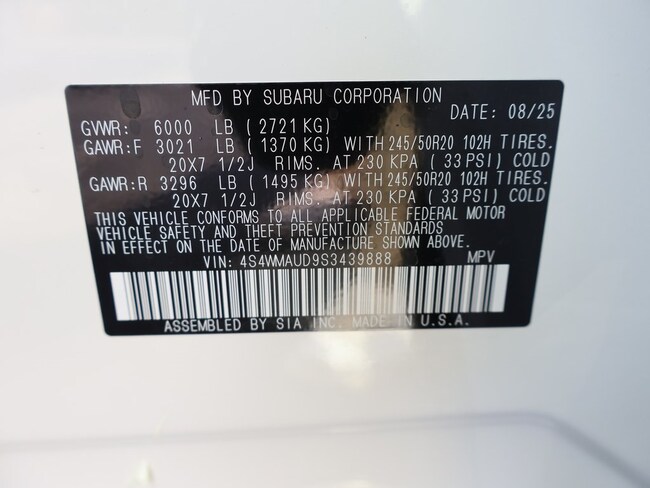 MFD BY SUBARU CORPORATION
DATE: 08/25
GVWR: 6000 LB ( 2721 KG)
GAWR:F 3021 LB ( 1370 KG) WITH 245/50R20 102H TIRES.
20X7 1/2J RIMS. AT 230 KPA ( 33 PSI) COLD
GAWR:R 3296 LB ( 1495 KG) WITH 245/50R20 102H TIRES.
20X7 1/2J RIMS. AT 230 KPA ( 33 PSI) COLD
THIS VEHICLE CONFORMS TO ALL APPLICABLE FEDERAL MOTOR
VEHICLE SAFETY AND THEFT PREVENTION STANDARDS
IN EFFECT ON THE DATE OF MANUFACTURE SHOWN ABOVE.
VIN: 4S4WMAUD9S3439888 MPV
ASSEMBLED BY SIA INC. MADE IN U.S.A.